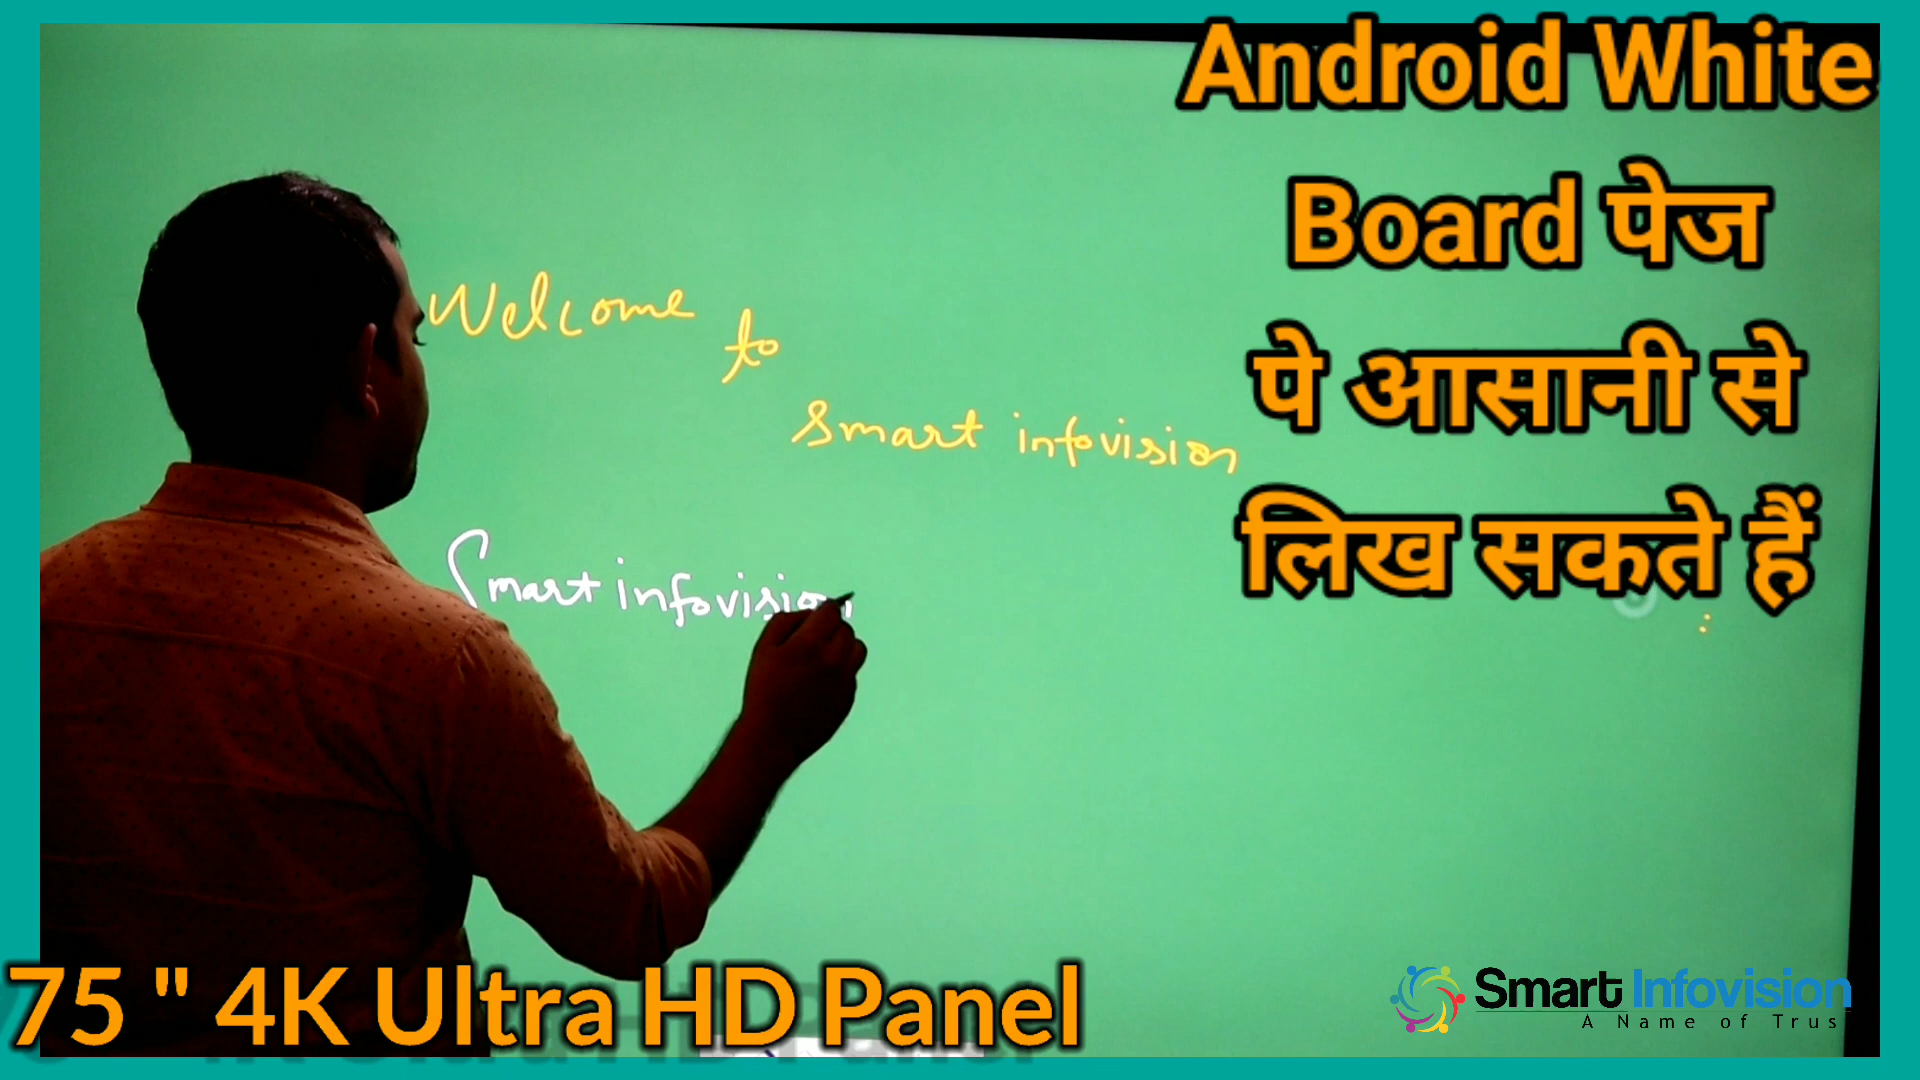 Android White
Board पेज
पे आसानी से
लिख सकते हैं
Welcome
to
Smart infovision
Smart infovision
75 " 4K Ultra HD Panel
Smart Infovision
A Name of Trus